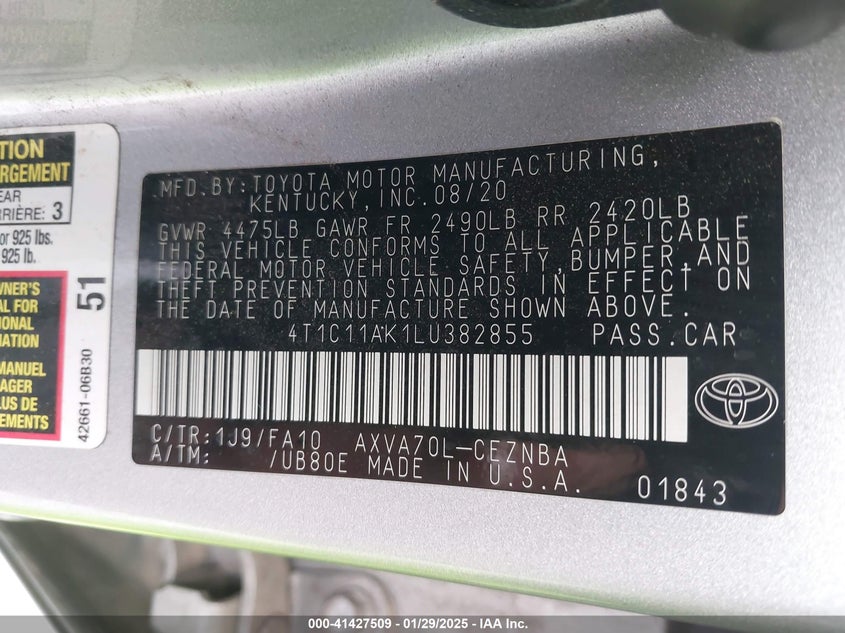 TION
RGEMENT
EAR
RRIÈRE: 3
or 925 lbs.
925 lb.
WNER'S
AL FOR
IONAL
MATION
MANUEL
AGER
LUS DE
EMENTS
51
42661-06B30
MFD. BY: TOYOTA MOTOR MANUFACTURING,
KENTUCKY, INC. 08/20
GVWR 4475LB GAWR FR 2490LB RR 2420LB
THIS VEHICLE CONFORMS TO ALL APPLICABLE
FEDERAL MOTOR VEHICLE SAFETY, BUMPER, AND
THEFT PREVENTION STANDARDS IN EFFECT ON
THE DATE OF MANUFACTURE SHOWN ABOVE.
4T1C11AK1LU382855 PASS.CAR
C/TR: 1J9/FA10 AXVA70L-CEZNBA
A/TM: /UB80E MADE IN U.S.A.
01843
000-41427509 - 01/29/2025 - IAA Inc.